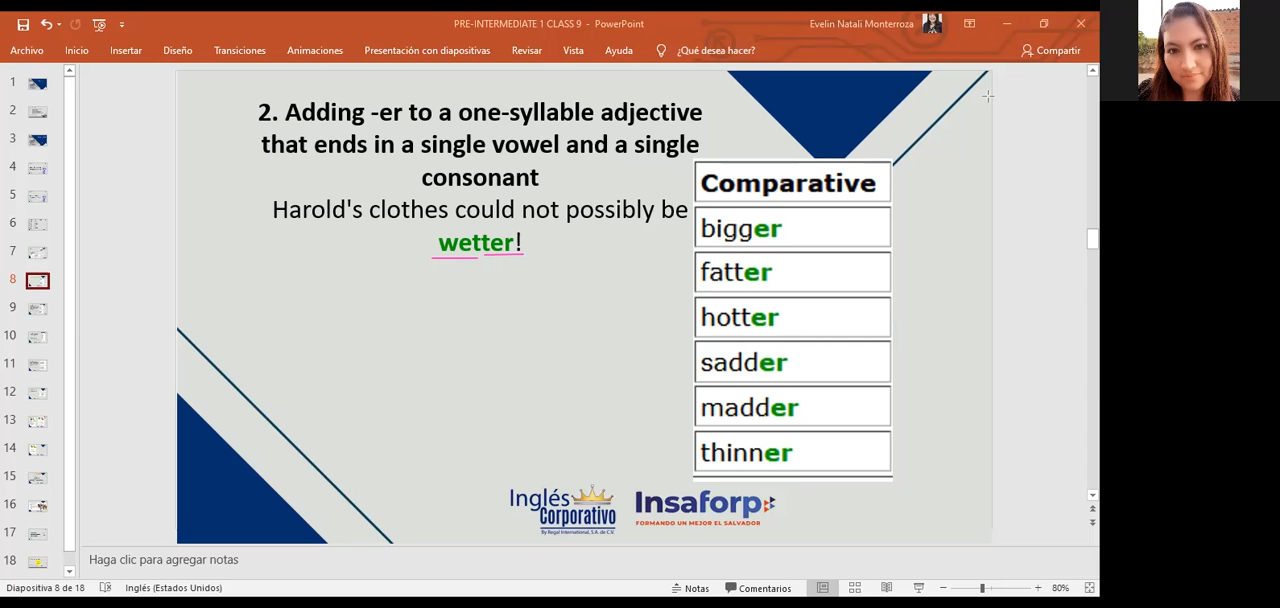 PRE-INTERMEDIATE 1 CLASS 9 - PowerPoint
Evelin Natali Monterroza
Archivo Inicio Insertar Diseño Transiciones Animaciones Presentación con diapositivas Revisar Vista Ayuda ¿Qué desea hacer? Compartir
1
2
3
4
5
6
7
8
9
10
11
12
13
14
15
16
17
18
2. Adding -er to a one-syllable adjective
that ends in a single vowel and a single
consonant
Harold's clothes could not possibly be
wetter!
Comparative
bigger
fatter
hotter
sadder
madder
thinner
Inglés
Corporativo
By Regal International, S.A. de C.V.
Insaforp
FORMANDO UN MEJOR EL SALVADOR
Haga clic para agregar notas
Diapositiva 8 de 18 Inglés (Estados Unidos) Notas Comentarios 80%